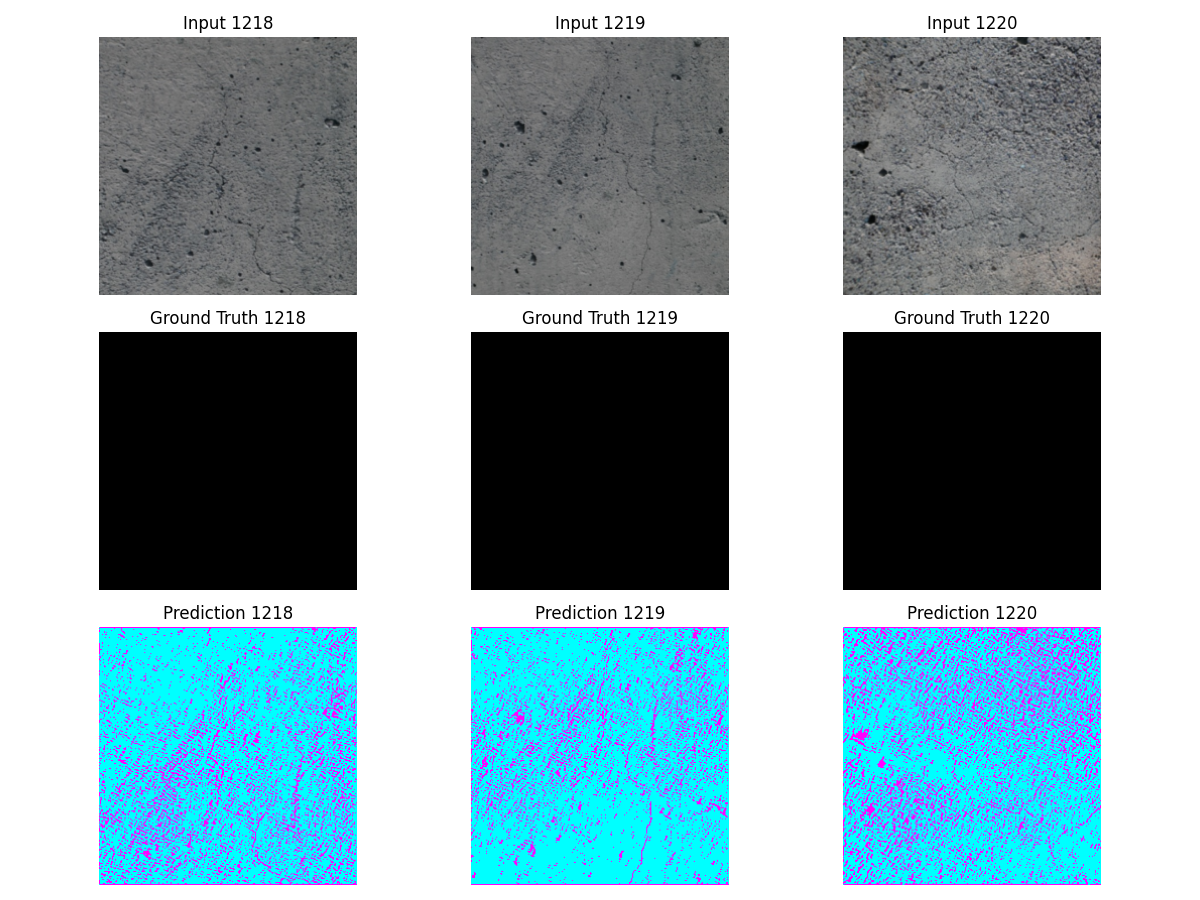 Input 1218
Input 1219
Input 1220
Ground Truth 1218
Ground Truth 1219
Ground Truth 1220
Prediction 1218
Prediction 1219
Prediction 1220